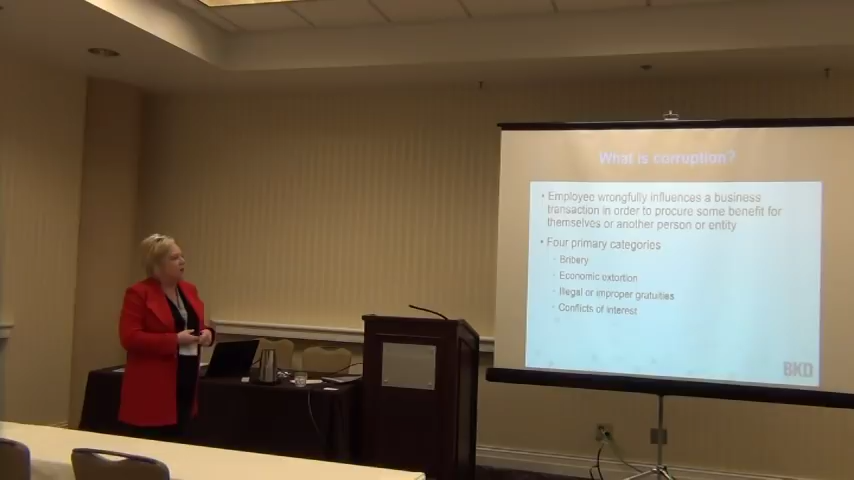 What is corruption?
• Employee wrongfully influences a business
transaction in order to procure some benefit for
themselves or another person or entity
• Four primary categories
- Bribery
- Economic extortion
- Illegal or improper gratuities
- Conflicts of interest
BKD